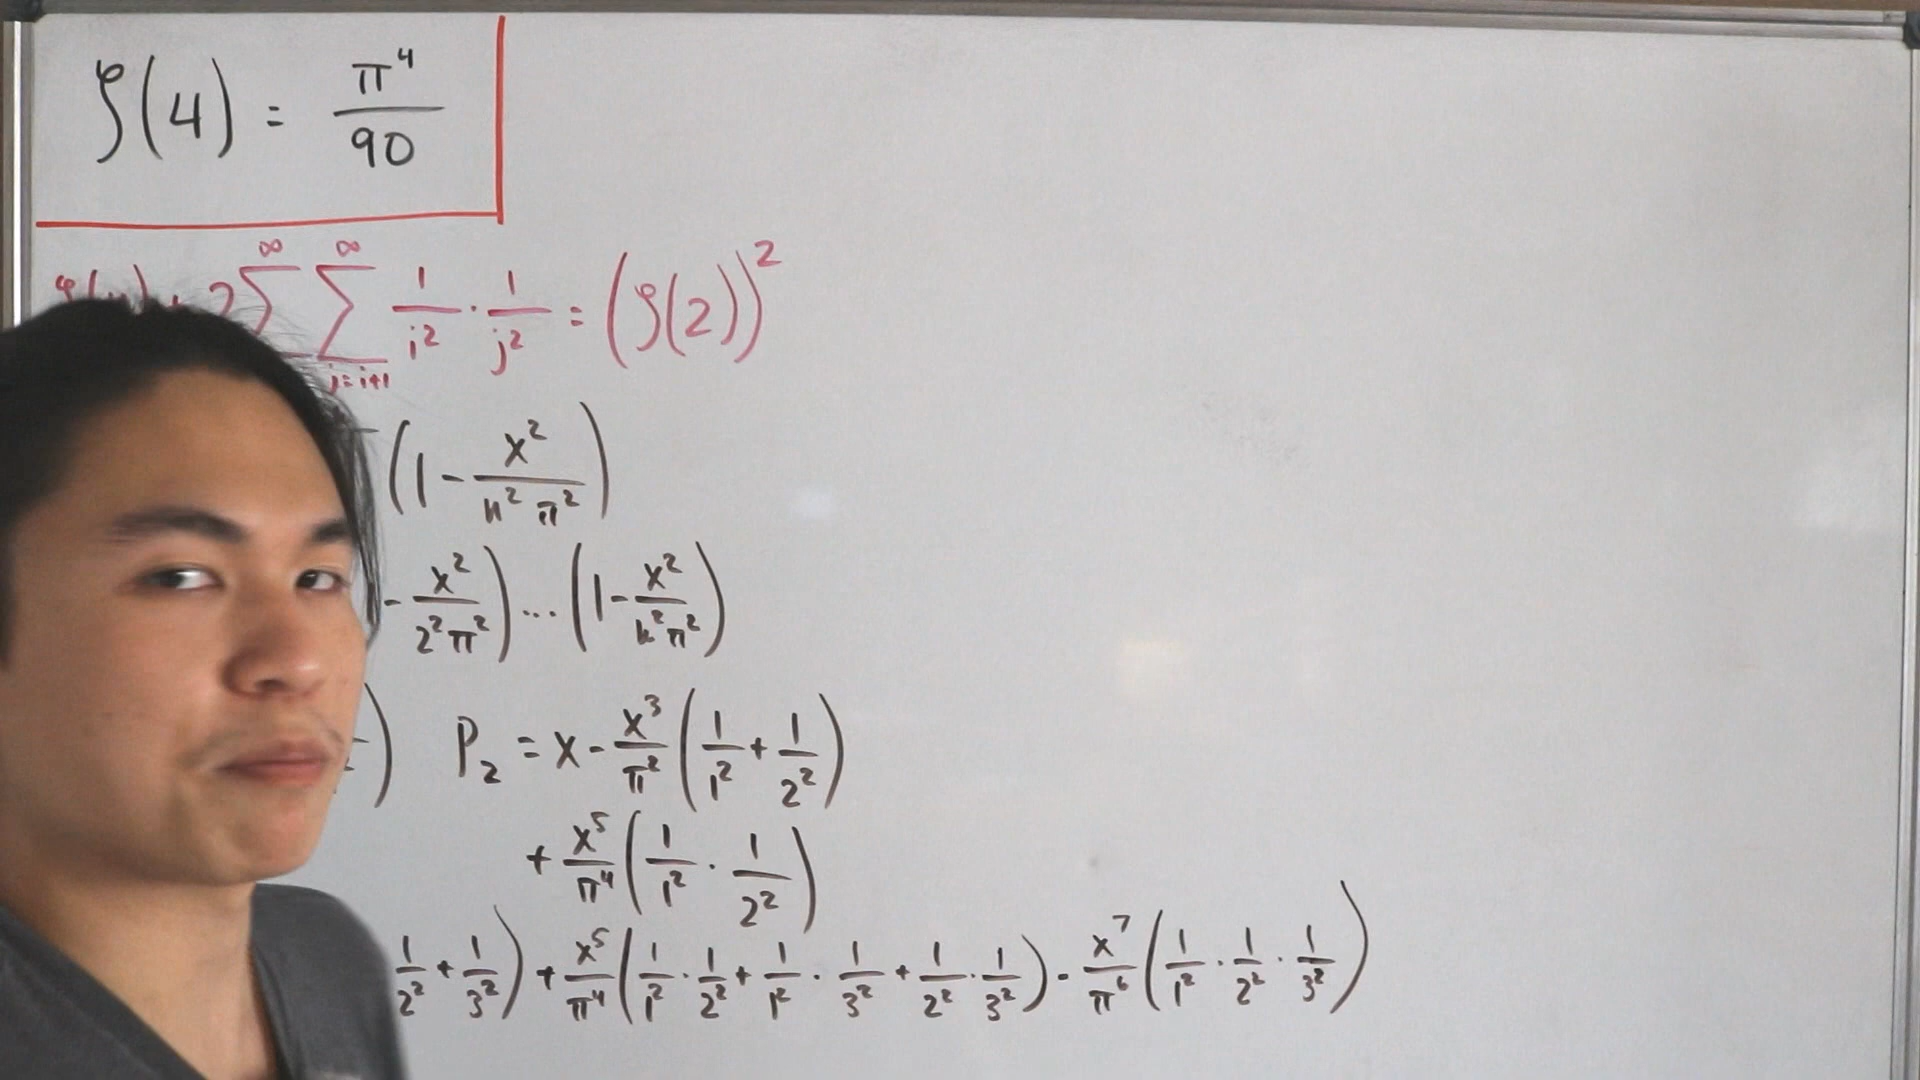 ζ(4) = π⁴/90
ζ( ) + 2 ∑^∞ ∑^∞_{j=i+1} 1/i² · 1/j² = (ζ(2))²
(1 - x²/(n² π²))
- x²/(2²π²)) ... (1 - x²/(k²π²))
) P₂ = x - x³/π² (1/1² + 1/2²)
+ x⁵/π⁴ (1/1² · 1/2²)
1/2² + 1/3²) + x⁵/π⁴ (1/1² · 1/2² + 1/1² · 1/3² + 1/2² · 1/3²) - x⁷/π⁶ (1/1² · 1/2² · 1/3²)